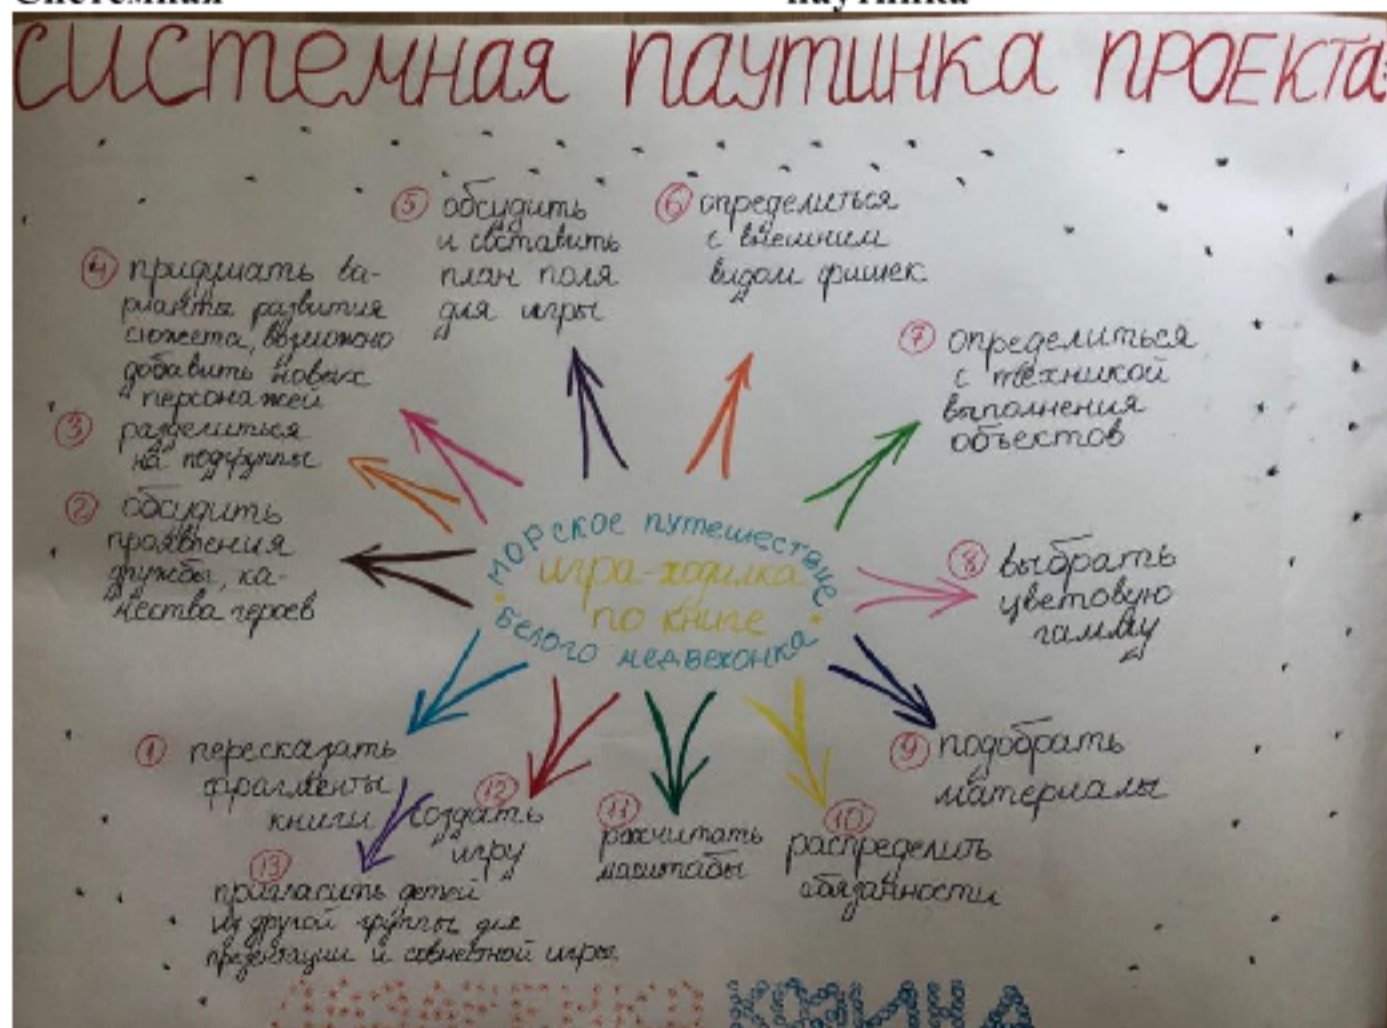 СИСТЕМНАЯ ПАУТИНКА ПРОЕКТА
⑤ обсудить
и составить
план поля
для игры
⑥ определиться
с внешним
видом фишек
④ придумать ва-
рианты развития
сюжета, возможно
добавить новых
персонажей
⑦ определиться
с техникой
выполнения
объектов
③ разделиться
на подгруппы
② обсудить
проявления
дружбы, ка-
чества героев
МОРСКОЕ ПУТЕШЕСТВИЕ
игра-ходилка
по книге
БЕЛОГО МЕДВЕЖОНКА
⑧ выбрать
цветовую
гамму
① пересказать
фрагменты
книги
⑨ подобрать
материалы
⑫ создать
игру
⑪ расчитать
масштабы
⑩ распределить
обязанности
⑬ пригласить детей
из другой группы для
презентации и совместной игры